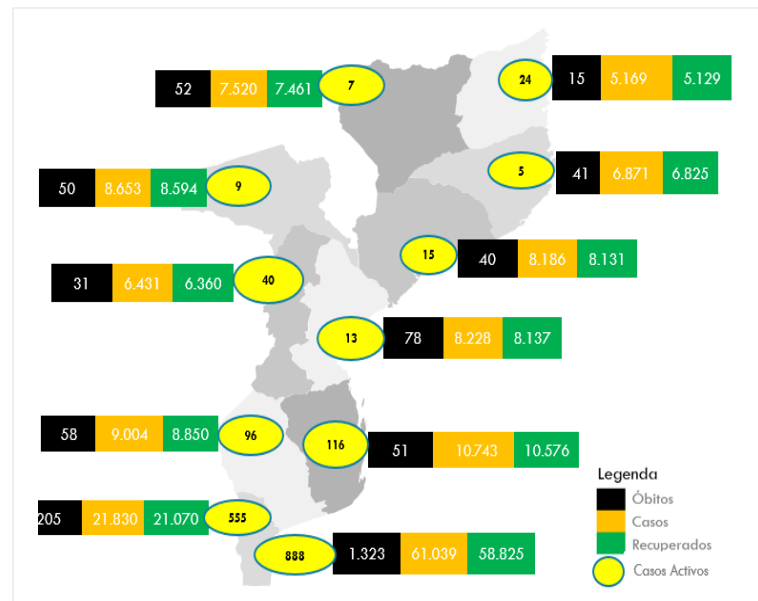 52 7.520 7.461 7
24 15 5.169 5.129
50 8.653 8.594 9
5 41 6.871 6.825
15 40 8.186 8.131
31 6.431 6.360 40
13 78 8.228 8.137
58 9.004 8.850 96
116 51 10.743 10.576
205 21.830 21.070 555
888 1.323 61.039 58.825
Legenda
Óbitos
Casos
Recuperados
Casos Activos